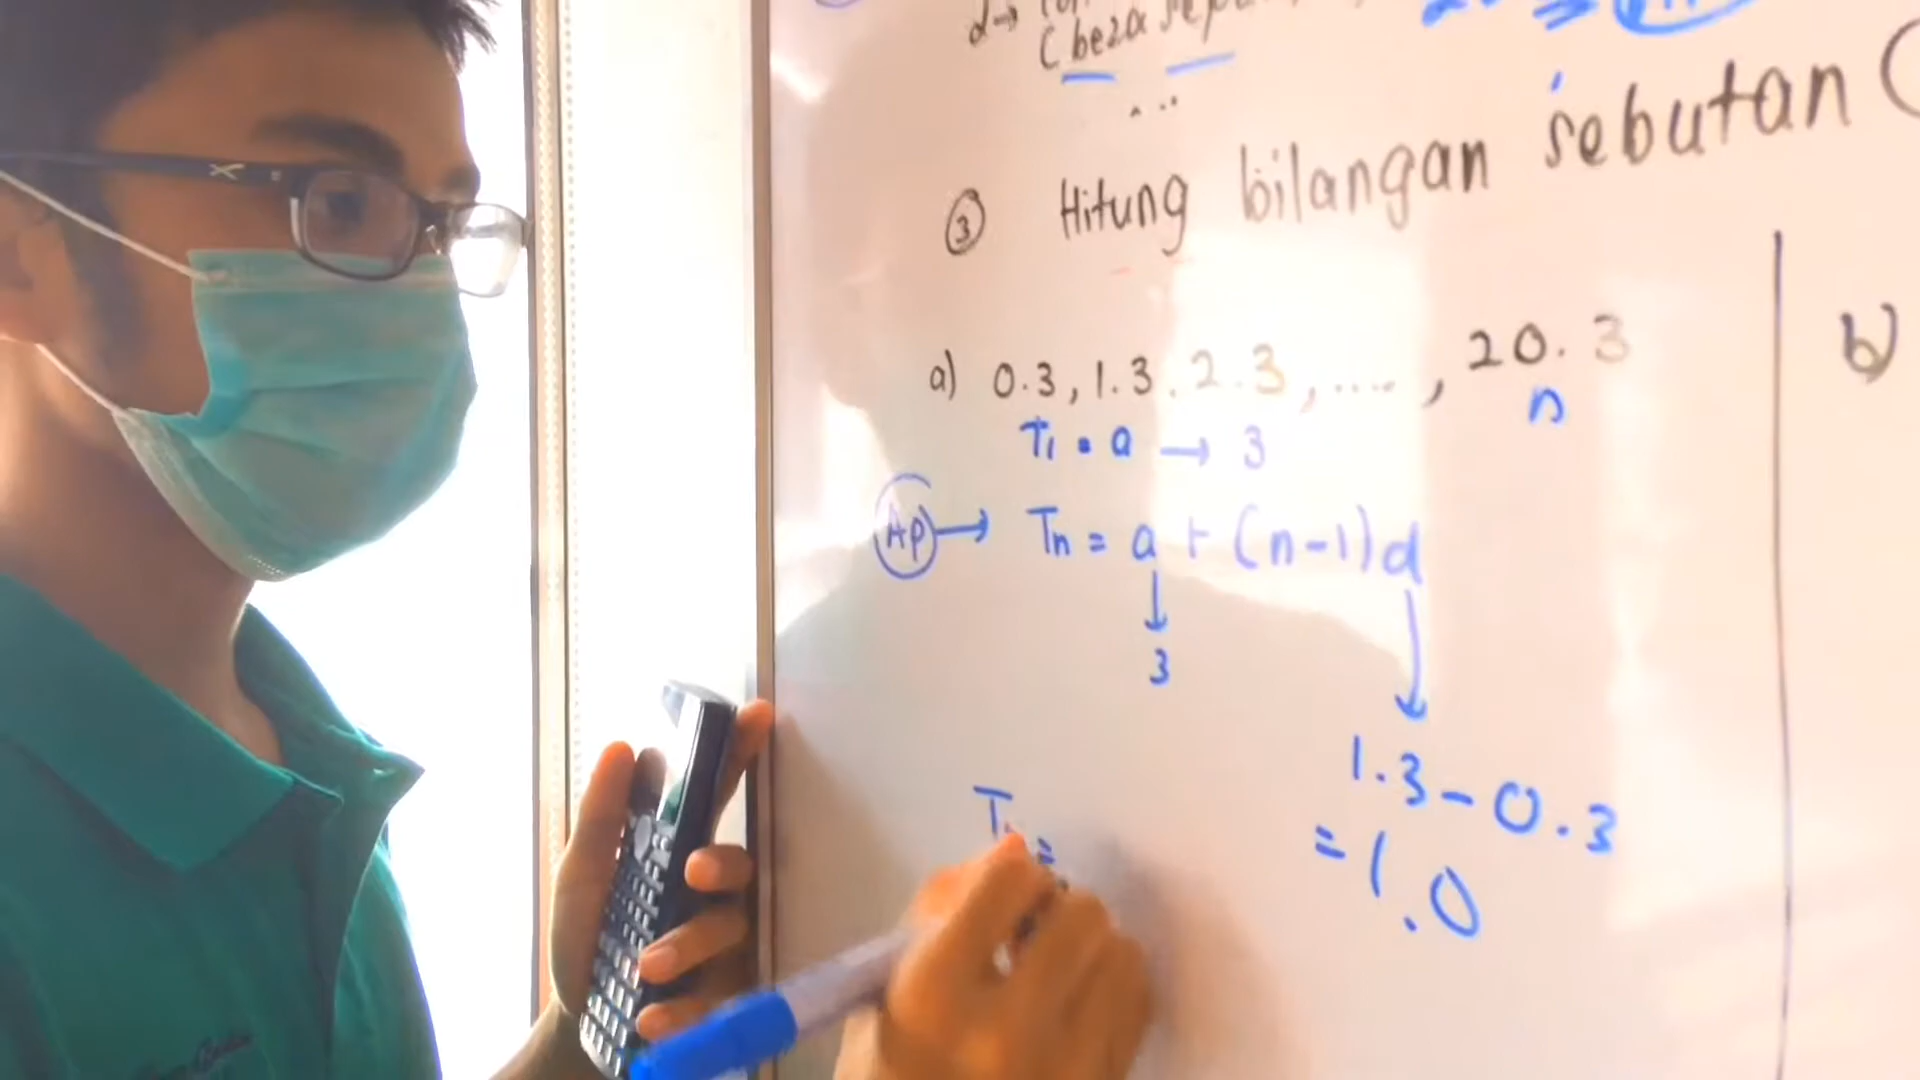 d→
(beza
...
③ Hitung bilangan sebutan (
a) 0.3, 1.3, 2.3, ...., 20.3
n
T1 = a → 3
AP → Tn = a + (n-1)d
↓ ↓
3
1.3 - 0.3
= 1.0
T =
b)